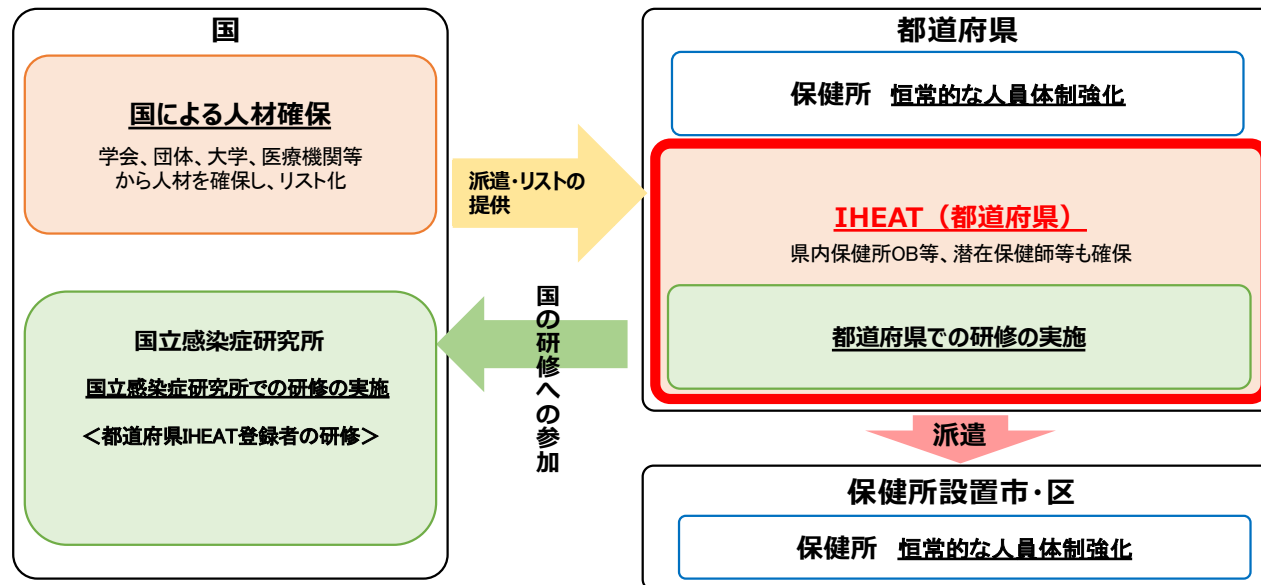 国
国による人材確保
学会、団体、大学、医療機関等
から人材を確保し、リスト化
国立感染症研究所
国立感染症研究所での研修の実施
＜都道府県IHEAT登録者の研修＞
派遣・リストの
提供
国の研修への参加
都道府県
保健所 恒常的な人員体制強化
IHEAT（都道府県）
県内保健所OB等、潜在保健師等も確保
都道府県での研修の実施
派遣
保健所設置市・区
保健所 恒常的な人員体制強化